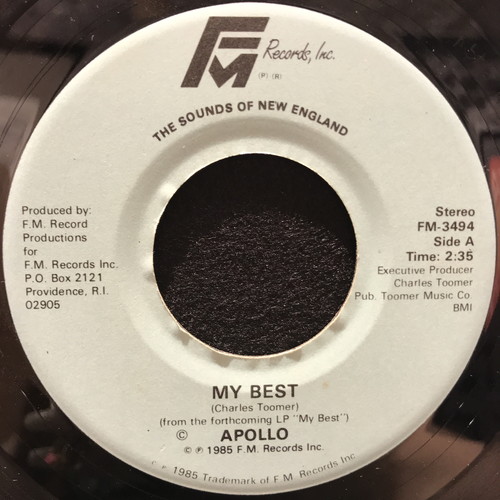 FM Records, Inc.
(P) (R)
THE SOUNDS OF NEW ENGLAND
Produced by:
F.M. Record
Productions
for
F.M. Records Inc.
P.O. Box 2121
Providence, R.I.
02905
Stereo
FM-3494
Side A
Time: 2:35
Executive Producer
Charles Toomer
Pub. Toomer Music Co.
BMI
MY BEST
(Charles Toomer)
(from the forthcoming LP "My Best")
© APOLLO
© ℗ 1985 F.M. Records Inc.
© ℗ 1985 Trademark of F.M. Records Inc